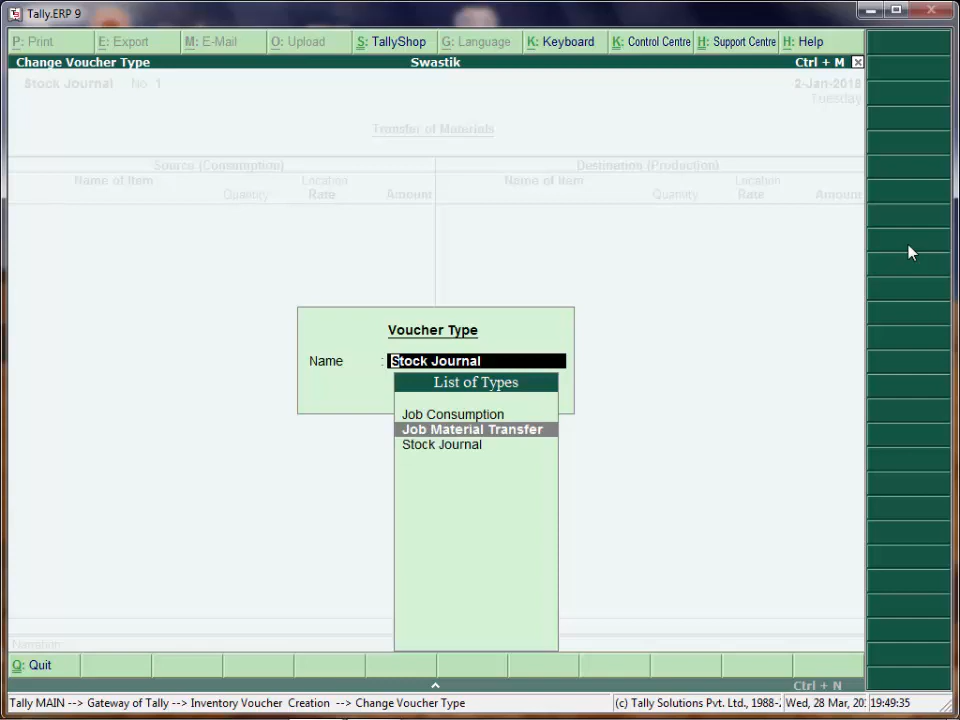 Tally.ERP 9
P: Print E: Export M: E-Mail O: Upload S: TallyShop G: Language K: Keyboard K: Control Centre H: Support Centre H: Help
Change Voucher Type Swastik Ctrl + M
Stock Journal No. 1 2-Jan-2018
Tuesday
Transfer of Materials
Source (Consumption) Destination (Production)
Name of Item Location Name of Item Location
Quantity Rate Amount Quantity Rate Amount
Voucher Type
Name : Stock Journal
List of Types
Job Consumption
Job Material Transfer
Stock Journal
Narration:
Q: Quit
Ctrl + N
Tally MAIN --> Gateway of Tally --> Inventory Voucher Creation --> Change Voucher Type (c) Tally Solutions Pvt. Ltd., 1988- Wed, 28 Mar, 19:49:35